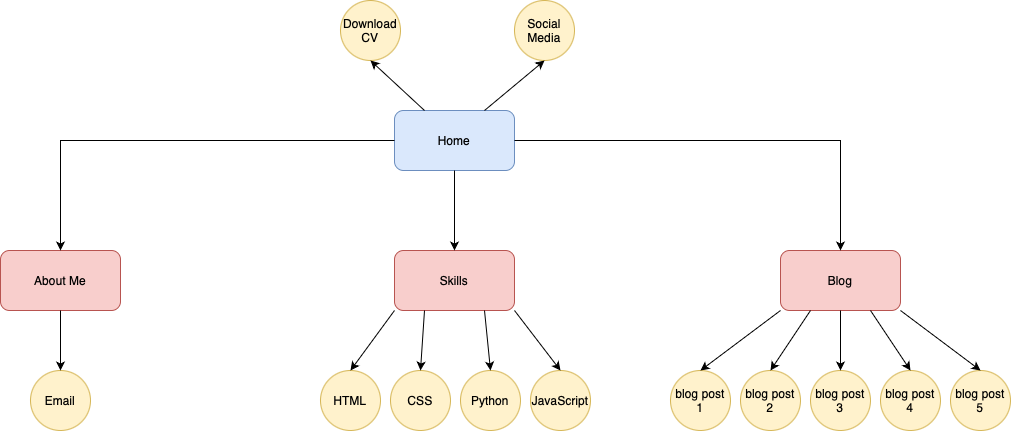 Download
CV
Social
Media
Home
About Me
Skills
Blog
Email
HTML
CSS
Python
JavaScript
blog post
1
blog post
2
blog post
3
blog post
4
blog post
5